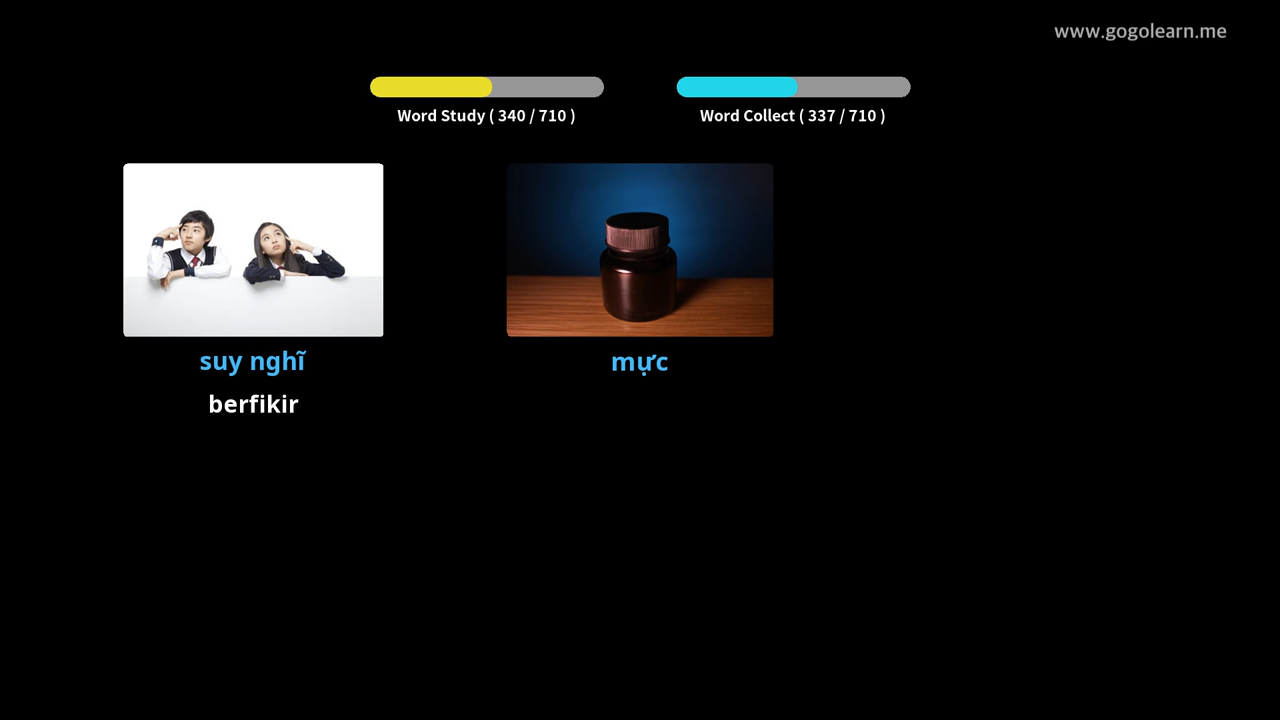 www.gogolearn.me
Word Study ( 340 / 710 )
Word Collect ( 337 / 710 )
suy nghĩ
mực
berfikir